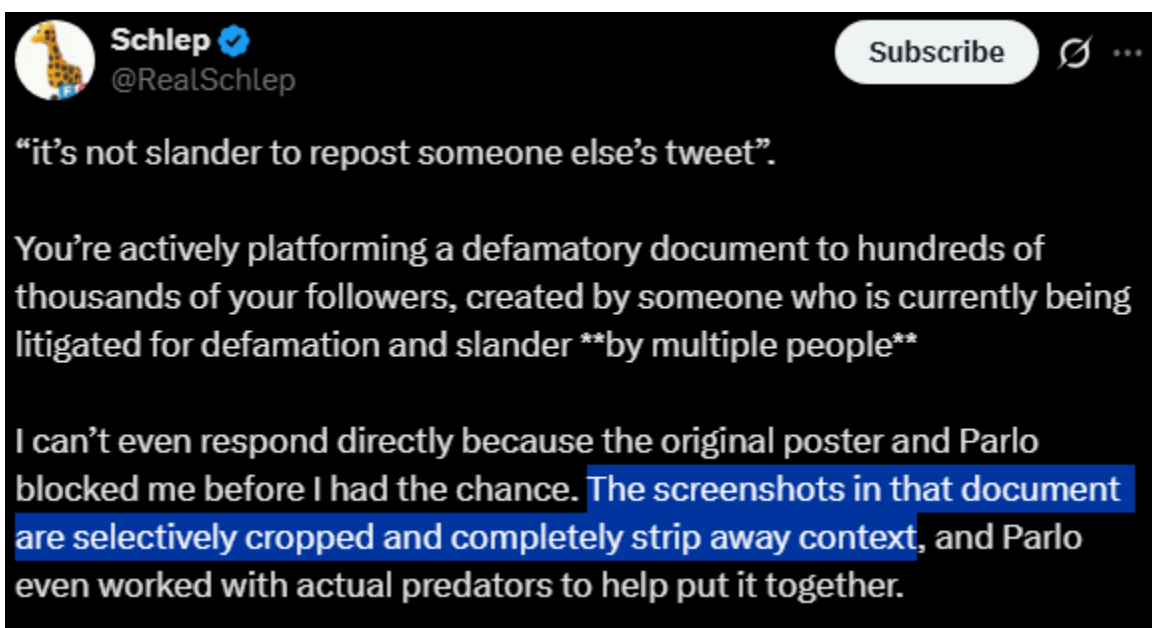 Schlep
@RealSchlep
Subscribe
“it’s not slander to repost someone else’s tweet”.
You’re actively platforming a defamatory document to hundreds of
thousands of your followers, created by someone who is currently being
litigated for defamation and slander **by multiple people**
I can’t even respond directly because the original poster and Parlo
blocked me before I had the chance. The screenshots in that document
are selectively cropped and completely strip away context, and Parlo
even worked with actual predators to help put it together.